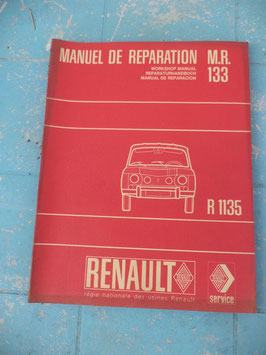 MANUEL DE REPARATION M.R.
133
WORKSHOP MANUAL
REPARATURHANDBUCH
MANUAL DE REPARACION
R 1135
RENAULT
régie nationale des usines Renault
service